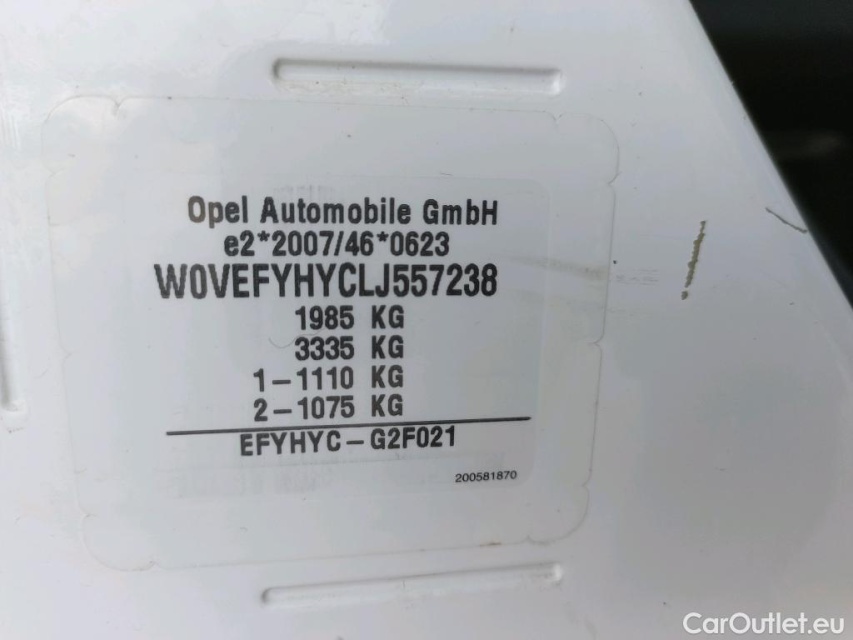 Opel Automobile GmbH
e2*2007/46*0623
W0VEFYHYCLJ557238
1985 KG
3335 KG
1-1110 KG
2-1075 KG
EFYHYC-G2F021
200581870
CarOutlet.eu